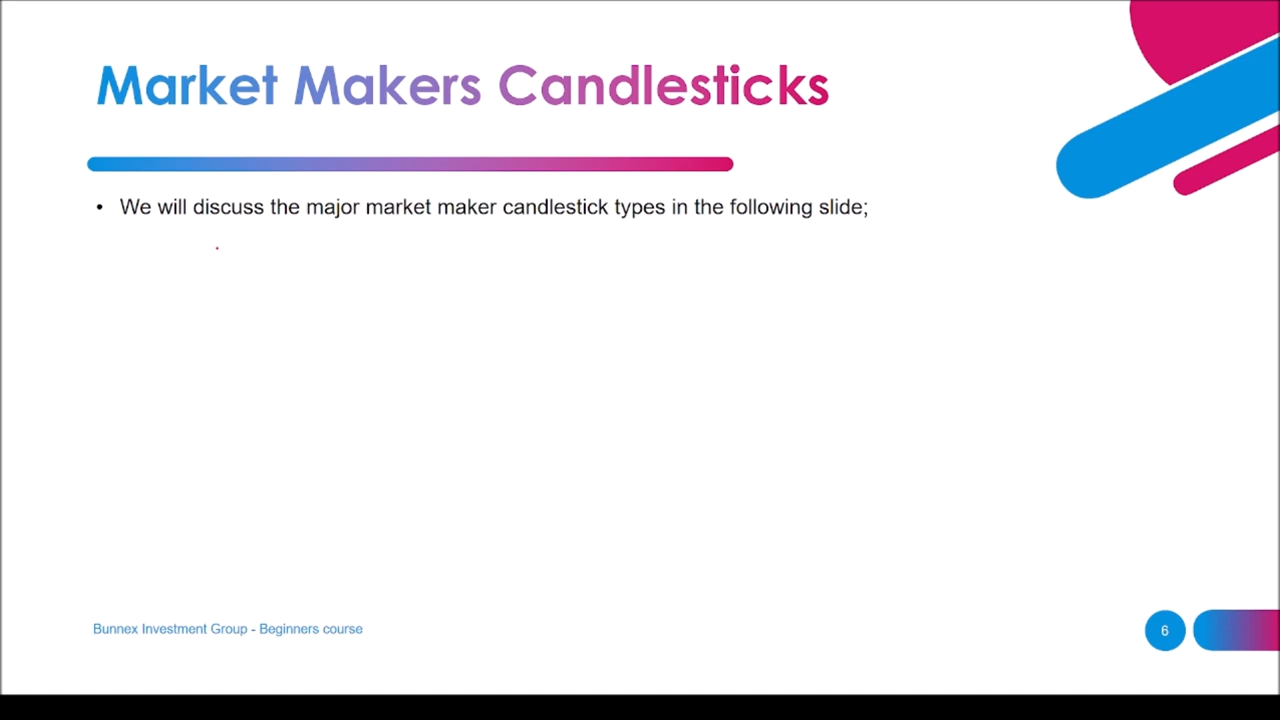 Market Makers Candlesticks
• We will discuss the major market maker candlestick types in the following slide;
Bunnex Investment Group - Beginners course
6